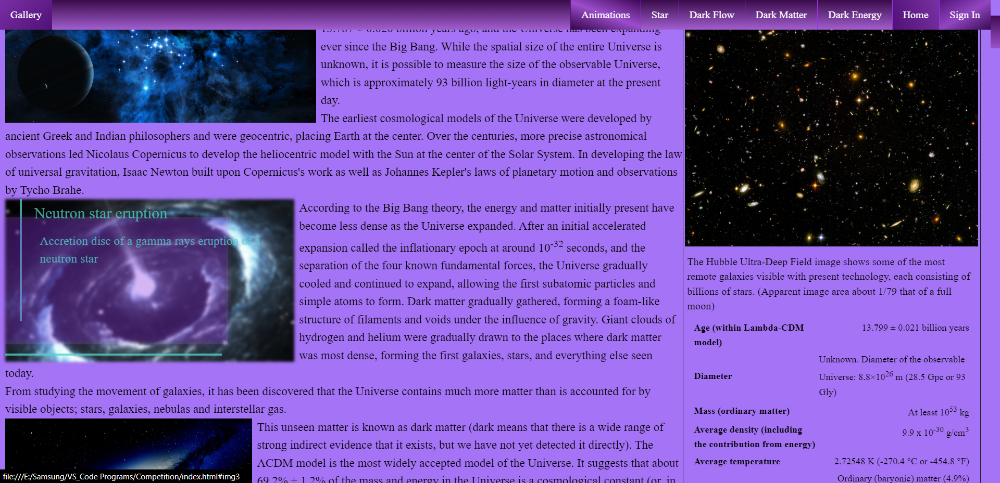 Gallery
Animations
Star
Dark Flow
Dark Matter
Dark Energy
Home
Sign In
13.787 ± 0.020 billion years ago, and the Universe has been expanding
ever since the Big Bang. While the spatial size of the entire Universe is
unknown, it is possible to measure the size of the observable Universe,
which is approximately 93 billion light-years in diameter at the present
day.
The earliest cosmological models of the Universe were developed by
ancient Greek and Indian philosophers and were geocentric, placing Earth at the center. Over the centuries, more precise astronomical
observations led Nicolaus Copernicus to develop the heliocentric model with the Sun at the center of the Solar System. In developing the law
of universal gravitation, Isaac Newton built upon Copernicus's work as well as Johannes Kepler's laws of planetary motion and observations
by Tycho Brahe.
Neutron star eruption
Accretion disc of a gamma rays eruption of a
neutron star
According to the Big Bang theory, the energy and matter initially present have
become less dense as the Universe expanded. After an initial accelerated
expansion called the inflationary epoch at around 10-32 seconds, and the
separation of the four known fundamental forces, the Universe gradually
cooled and continued to expand, allowing the first subatomic particles and
simple atoms to form. Dark matter gradually gathered, forming a foam-like
structure of filaments and voids under the influence of gravity. Giant clouds of
hydrogen and helium were gradually drawn to the places where dark matter
was most dense, forming the first galaxies, stars, and everything else seen
today.
From studying the movement of galaxies, it has been discovered that the Universe contains much more matter than is accounted for by
visible objects; stars, galaxies, nebulas and interstellar gas.
This unseen matter is known as dark matter (dark means that there is a wide range of
strong indirect evidence that it exists, but we have not yet detected it directly). The
ΛCDM model is the most widely accepted model of the Universe. It suggests that about
69.2% ± 1.2% of the mass and energy in the Universe is a cosmological constant (or, in
The Hubble Ultra-Deep Field image shows some of the most
remote galaxies visible with present technology, each consisting of
billions of stars. (Apparent image area about 1/79 that of a full
moon)
Age (within Lambda-CDM
model)
13.799 ± 0.021 billion years
Diameter
Unknown. Diameter of the observable
Universe: 8.8×10^26 m (28.5 Gpc or 93
Gly)
Mass (ordinary matter)
At least 10^53 kg
Average density (including
the contribution from energy)
9.9 x 10^-30 g/cm^3
Average temperature
2.72548 K (-270.4 °C or -454.8 °F)
Ordinary (baryonic) matter (4.9%)
file:///E:/Samsung/VS_Code Programs/Competition/index.html#img3